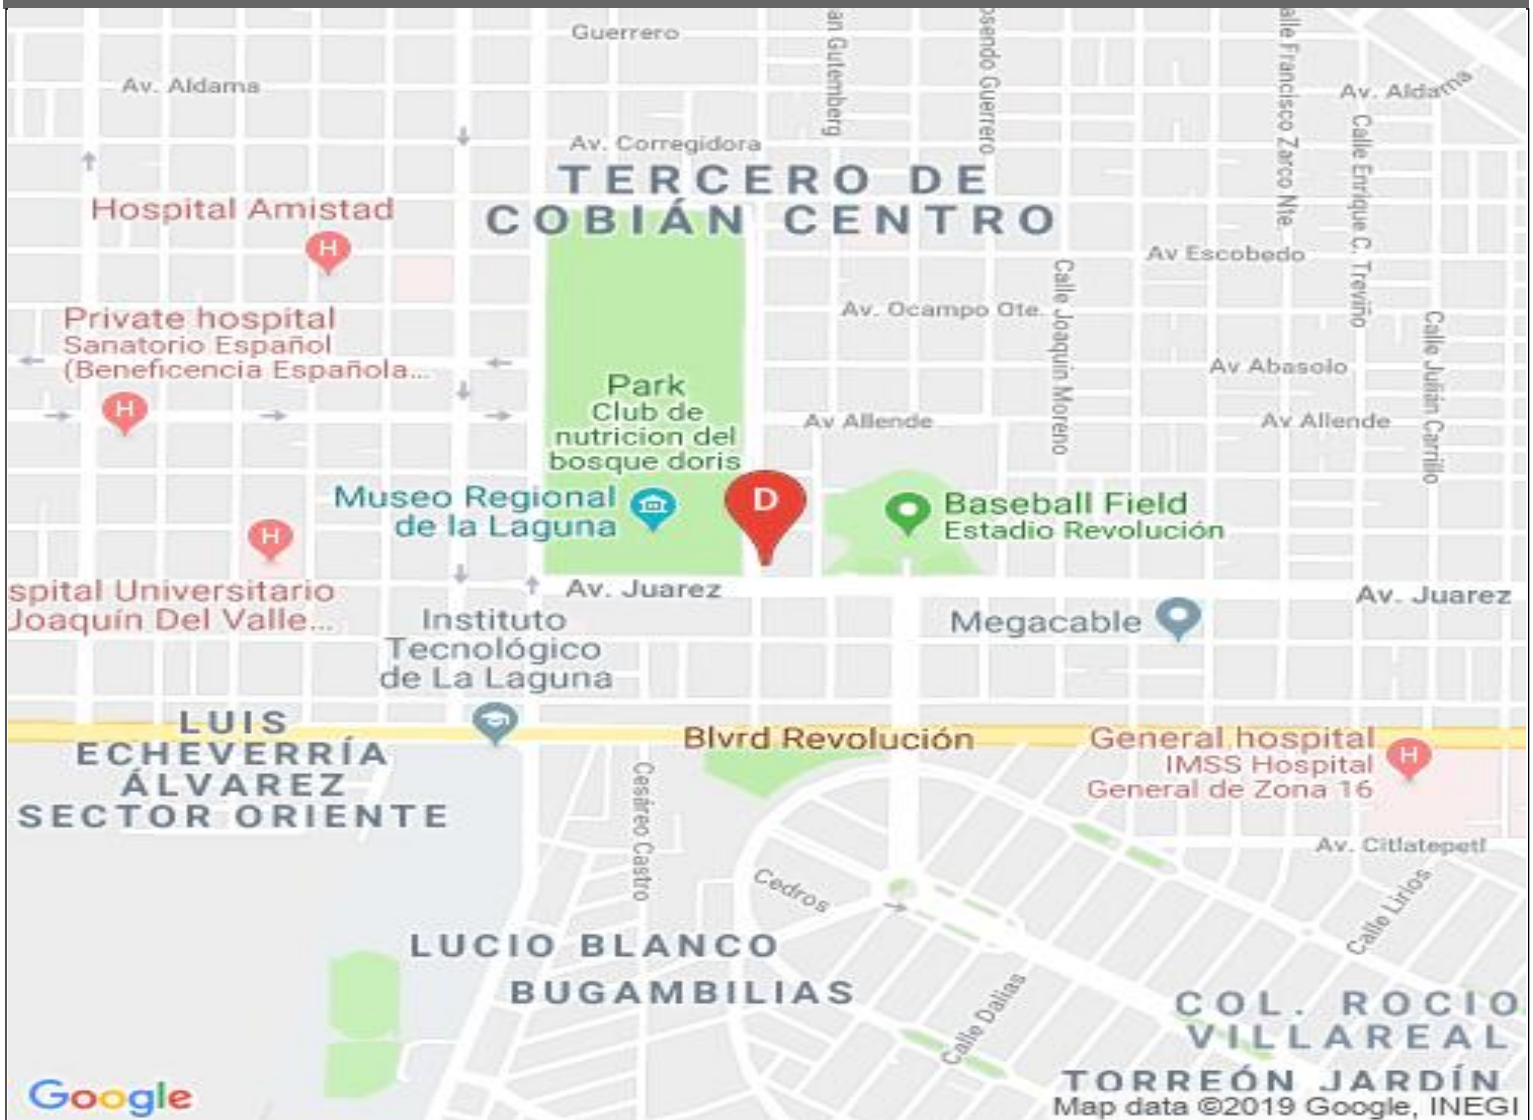 Guerrero
an Gutemberg
osendo Guerrero
alle Francisco Zarco Nte.
Av. Aldama
Av. Aldama
Calle Enrique C. Treviño
Av. Corregidora
TERCERO DE
COBIÁN CENTRO
Hospital Amistad
H
Av Escobedo
Calle Joaquin Moreno
Av. Ocampo Ote.
Calle Julián Carrillo
Private hospital
Sanatorio Español
(Beneficencia Española...
H
Av Abasolo
Park
Club de
nutricion del
bosque doris
Av Allende
Av Allende
Museo Regional
de la Laguna
D
Baseball Field
Estadio Revolución
H
spital Universitario
Joaquín Del Valle...
Av. Juarez
Av. Juarez
Instituto
Tecnológico
de La Laguna
Megacable
LUIS
ECHEVERRÍA
ÁLVAREZ
SECTOR ORIENTE
Blvrd Revolución
General hospital
IMSS Hospital
General de Zona 16
H
Cesáreo Castro
Av. Citlatepetl
Cedros
Calle Lirios
LUCIO BLANCO
BUGAMBILIAS
Calle Dalias
COL. ROCIO
VILLAREAL
TORREÓN JARDÍN
Google
Map data ©2019 Google, INEGI